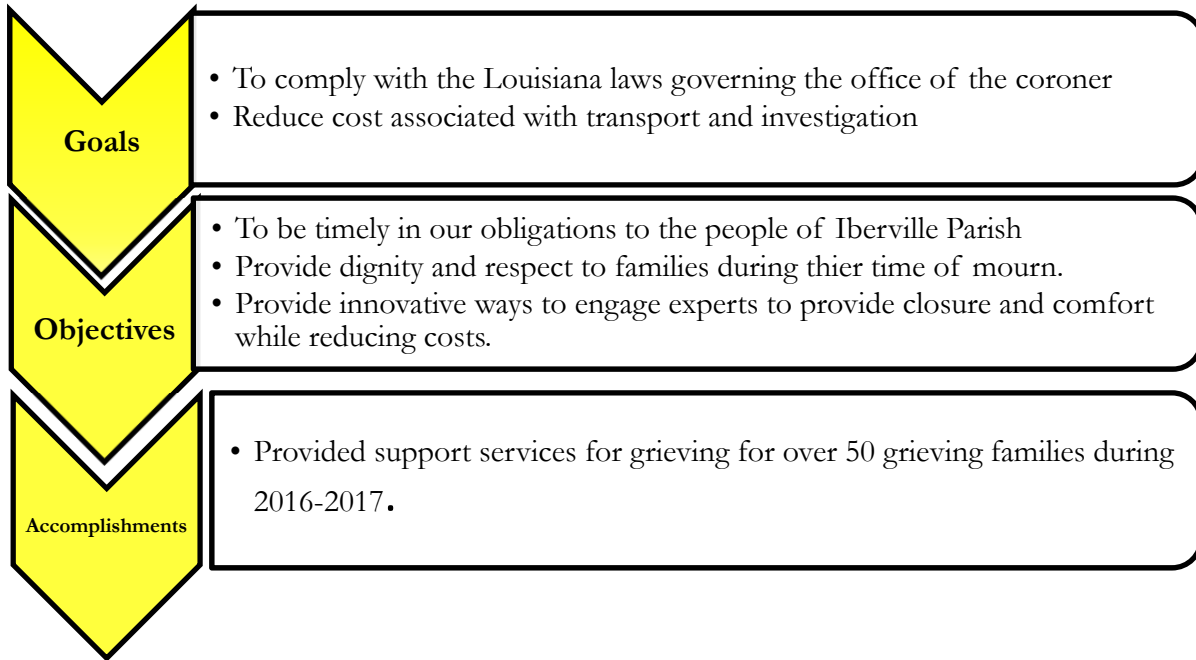 Goals
• To comply with the Louisiana laws governing the office of the coroner
• Reduce cost associated with transport and investigation
Objectives
• To be timely in our obligations to the people of Iberville Parish
• Provide dignity and respect to families during thier time of mourn.
• Provide innovative ways to engage experts to provide closure and comfort
while reducing costs.
Accomplishments
• Provided support services for grieving for over 50 grieving families during
2016-2017.